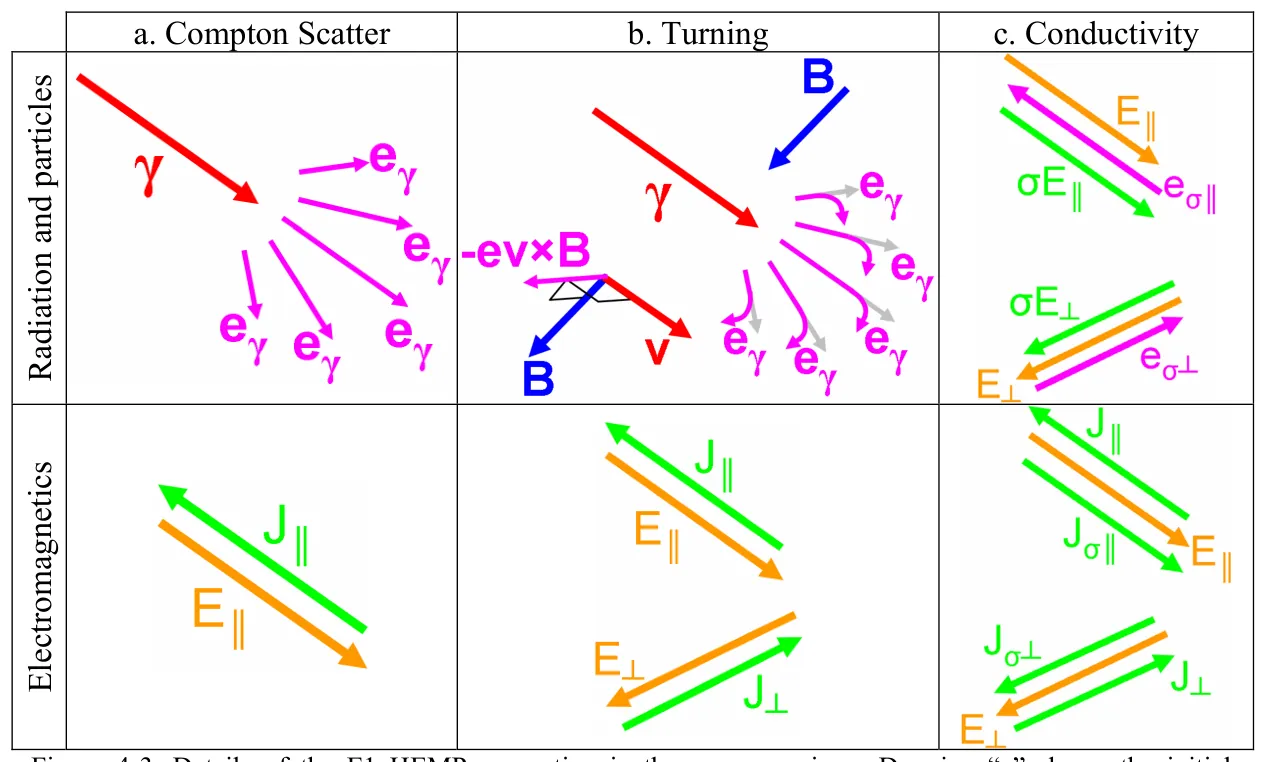 a. Compton Scatter
b. Turning
c. Conductivity
Radiation and particles
γ
eγ
eγ
eγ
eγ
eγ
B
γ
-ev×B
B
v
eγ
eγ
eγ
eγ
eγ
E∥
eσ∥
σE∥
σE⊥
eσ⊥
E⊥
Electromagnetics
J∥
E∥
J∥
E∥
E⊥
J⊥
J∥
Jσ∥
E∥
Jσ⊥
J⊥
E⊥